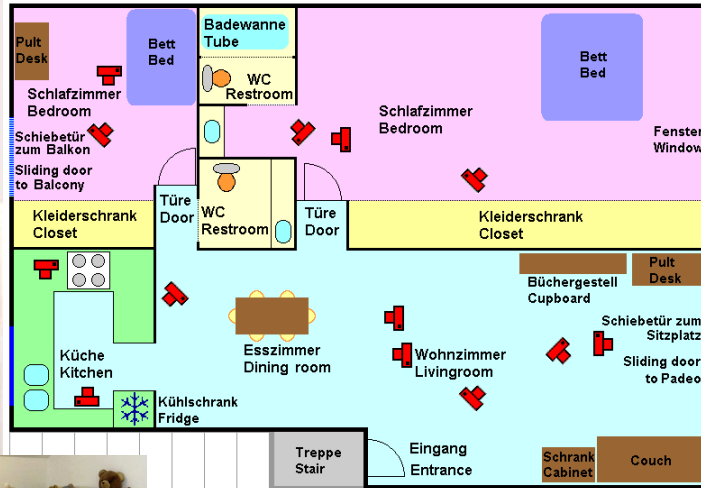 Badewanne
Tube
Pult
Desk
Bett
Bed
WC
Restroom
Bett
Bed
Schlafzimmer
Bedroom
Schlafzimmer
Bedroom
Schiebetür
zum Balkon
Sliding door
to Balcony
Fenster
Window
Türe
Door
WC
Restroom
Türe
Door
Kleiderschrank
Closet
Kleiderschrank
Closet
Büchergestell
Cupboard
Pult
Desk
Schiebetür zum
Sitzplatz
Sliding door
to Padeo
Küche
Kitchen
Esszimmer
Dining room
Wohnzimmer
Livingroom
Kühlschrank
Fridge
Treppe
Stair
Eingang
Entrance
Schrank
Cabinet
Couch